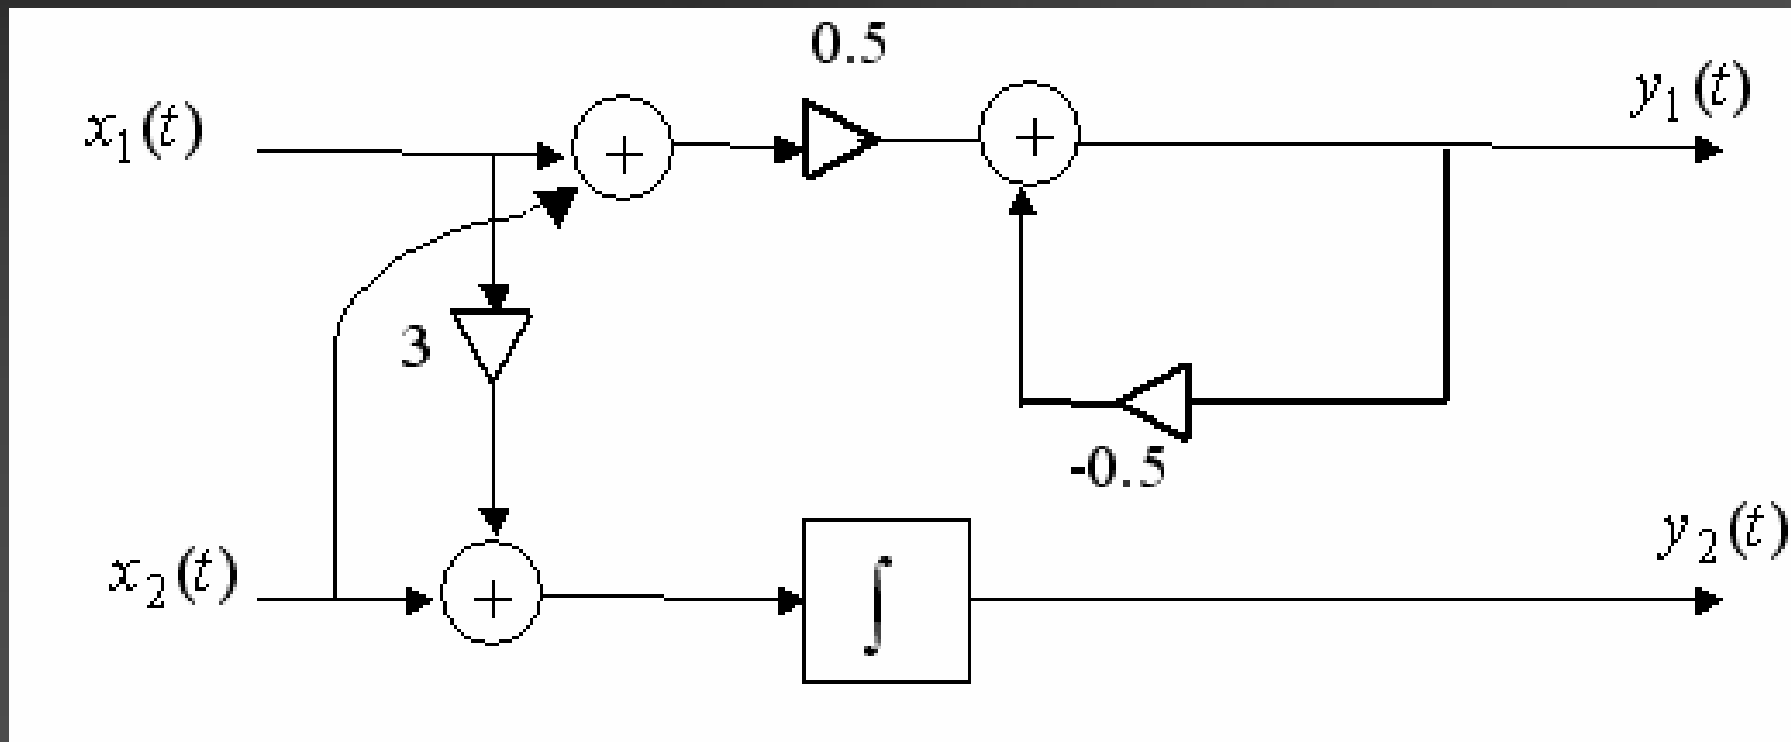 0.5
x₁(t)
+
+
y₁(t)
3
-0.5
x₂(t)
+
∫
y₂(t)